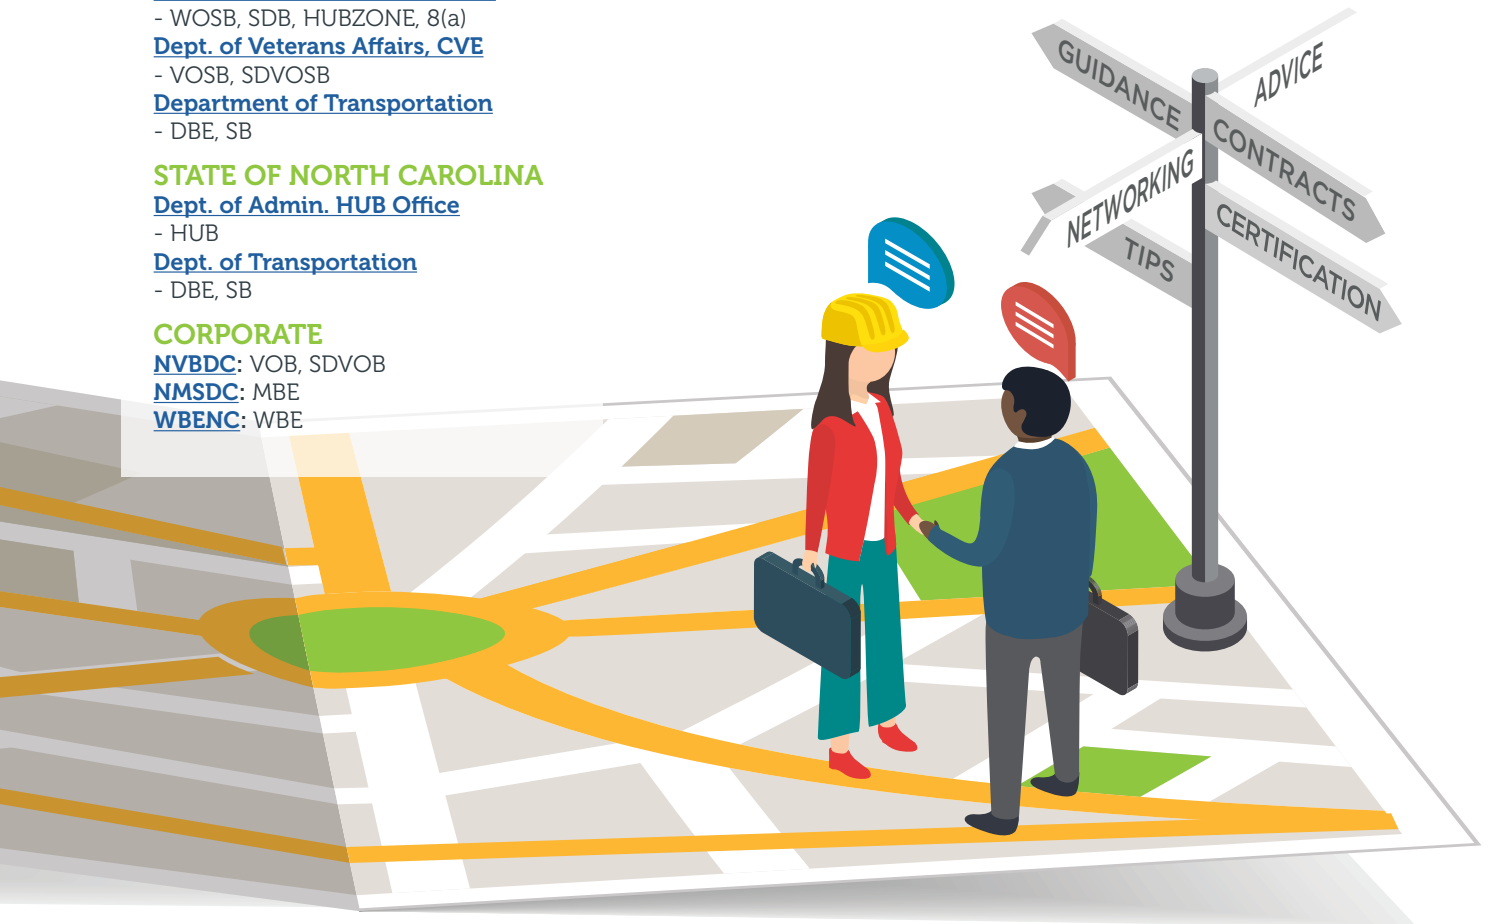 - WOSB, SDB, HUBZONE, 8(a)
Dept. of Veterans Affairs, CVE
- VOSB, SDVOSB
Department of Transportation
- DBE, SB
STATE OF NORTH CAROLINA
Dept. of Admin. HUB Office
- HUB
Dept. of Transportation
- DBE, SB
CORPORATE
NVBDC: VOB, SDVOB
NMSDC: MBE
WBENC: WBE
GUIDANCE
ADVICE
CONTRACTS
NETWORKING
CERTIFICATION
TIPS